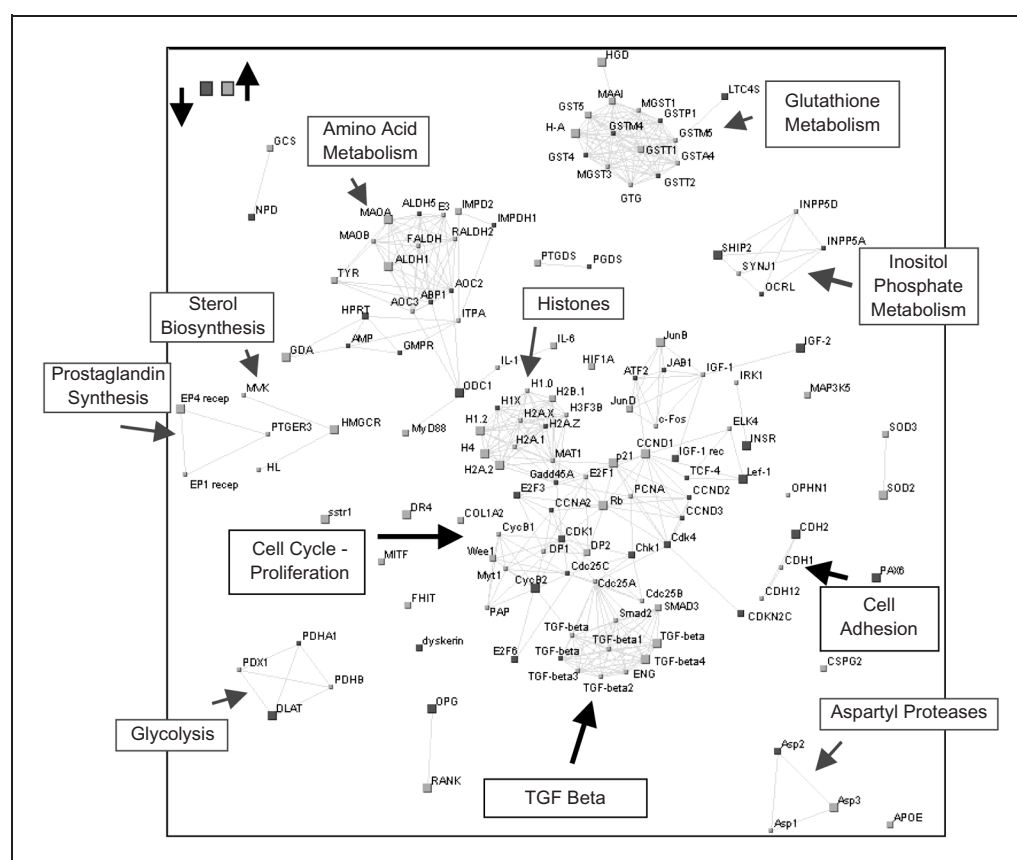 HGD
LTC4S
MAAI
GST5
MGST1
GSTP1
GSTM4
GSTM5
H-A
GSTT1
GST4
GSTA4
MGST3
GSTT2
GTG
Glutathione
Metabolism
Amino Acid
Metabolism
GCS
NPD
ALDH5
E3
IMPD2
MAOA
IMPDH1
MAOB
FALDH
RALDH2
ALDH1
TYR
AOC2
AOC3
ABP1
HPRT
ITPA
AMP
GMPR
GDA
PTGDS
PGDS
INPP5D
SHIP2
INPP5A
SYNJ1
OCRL
Inositol
Phosphate
Metabolism
Sterol
Biosynthesis
Histones
Prostaglandin
Synthesis
MVK
EP4 recep
PTGER3
HMGCR
HL
EP1 recep
ODC1
MyD88
IL-1
IL-6
HIF1A
JunB
ATF2
JAB1
IGF-1
IGF-2
IRK1
MAP3K5
JunD
c-Fos
ELK4
H1.0
H1X
H2B.1
H2A.X
H3F3B
H1.2
H2A.Z
H4
H2A.1
H2A.2
MAT1
CCND1
p21
IGF-1 rec
INSR
TCF-4
Lef-1
SOD3
SOD2
Gadd45A
E2F1
E2F3
PCNA
CCND2
OPHN1
CCNA2
Rb
CCND3
sstr1
DR4
COL1A2
CycB1
CDK1
Cdk4
CDH2
Cell Cycle -
Proliferation
Wee1
DP1
DP2
Chk1
CDH1
MITF
Myt1
Cdc25C
PAX6
CycB2
Cdc25A
CDH12
Cell
Adhesion
FHIT
PAP
Cdc25B
Smad2
SMAD3
CDKN2C
TGF-beta
TGF-beta1
TGF-beta
dyskerin
E2F6
TGF-beta
TGF-beta4
TGF-beta3
ENG
TGF-beta2
CSPG2
PDHA1
PDX1
PDHB
DLAT
Glycolysis
OPG
RANK
TGF Beta
Aspartyl Proteases
Asp2
Asp3
Asp1
APOE